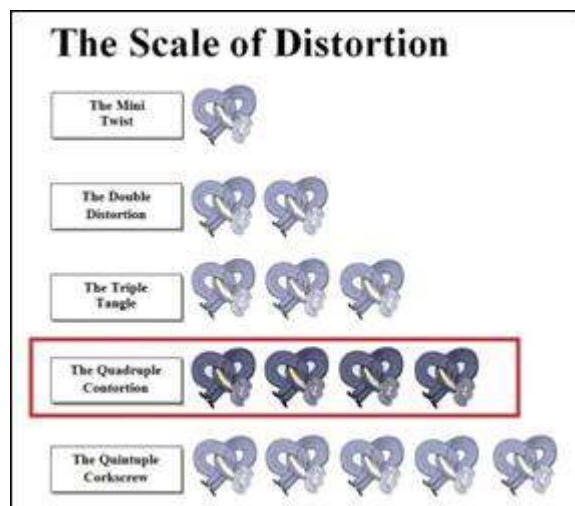 The Scale of Distortion
The Mini
Twist
The Double
Distortion
The Triple
Tangle
The Quadruple
Contortion
The Quintuple
Corkscrew